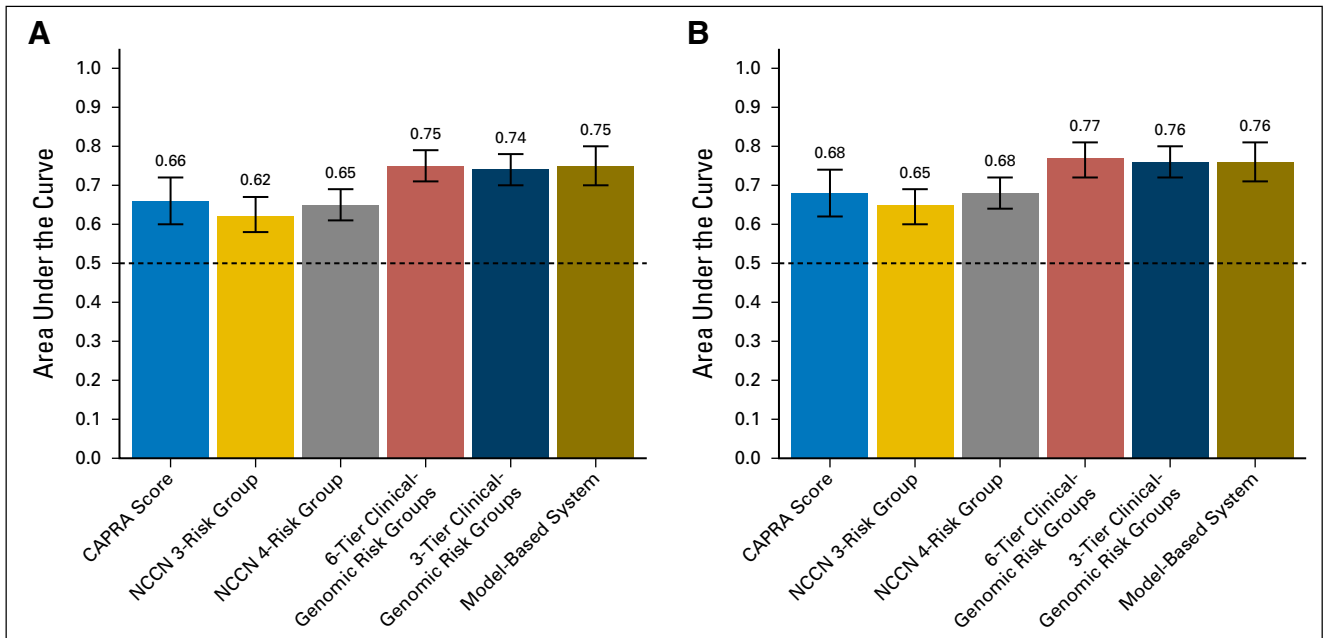 A
Area Under the Curve
1.0
0.9
0.8
0.7
0.6
0.5
0.4
0.3
0.2
0.1
0.0
0.66
0.62
0.65
0.75
0.74
0.75
CAPRA Score
NCCN 3-Risk Group
NCCN 4-Risk Group
6-Tier Clinical-
Genomic Risk Groups
3-Tier Clinical-
Genomic Risk Groups
Model-Based System
B
Area Under the Curve
1.0
0.9
0.8
0.7
0.6
0.5
0.4
0.3
0.2
0.1
0.0
0.68
0.65
0.68
0.77
0.76
0.76
CAPRA Score
NCCN 3-Risk Group
NCCN 4-Risk Group
6-Tier Clinical-
Genomic Risk Groups
3-Tier Clinical-
Genomic Risk Groups
Model-Based System